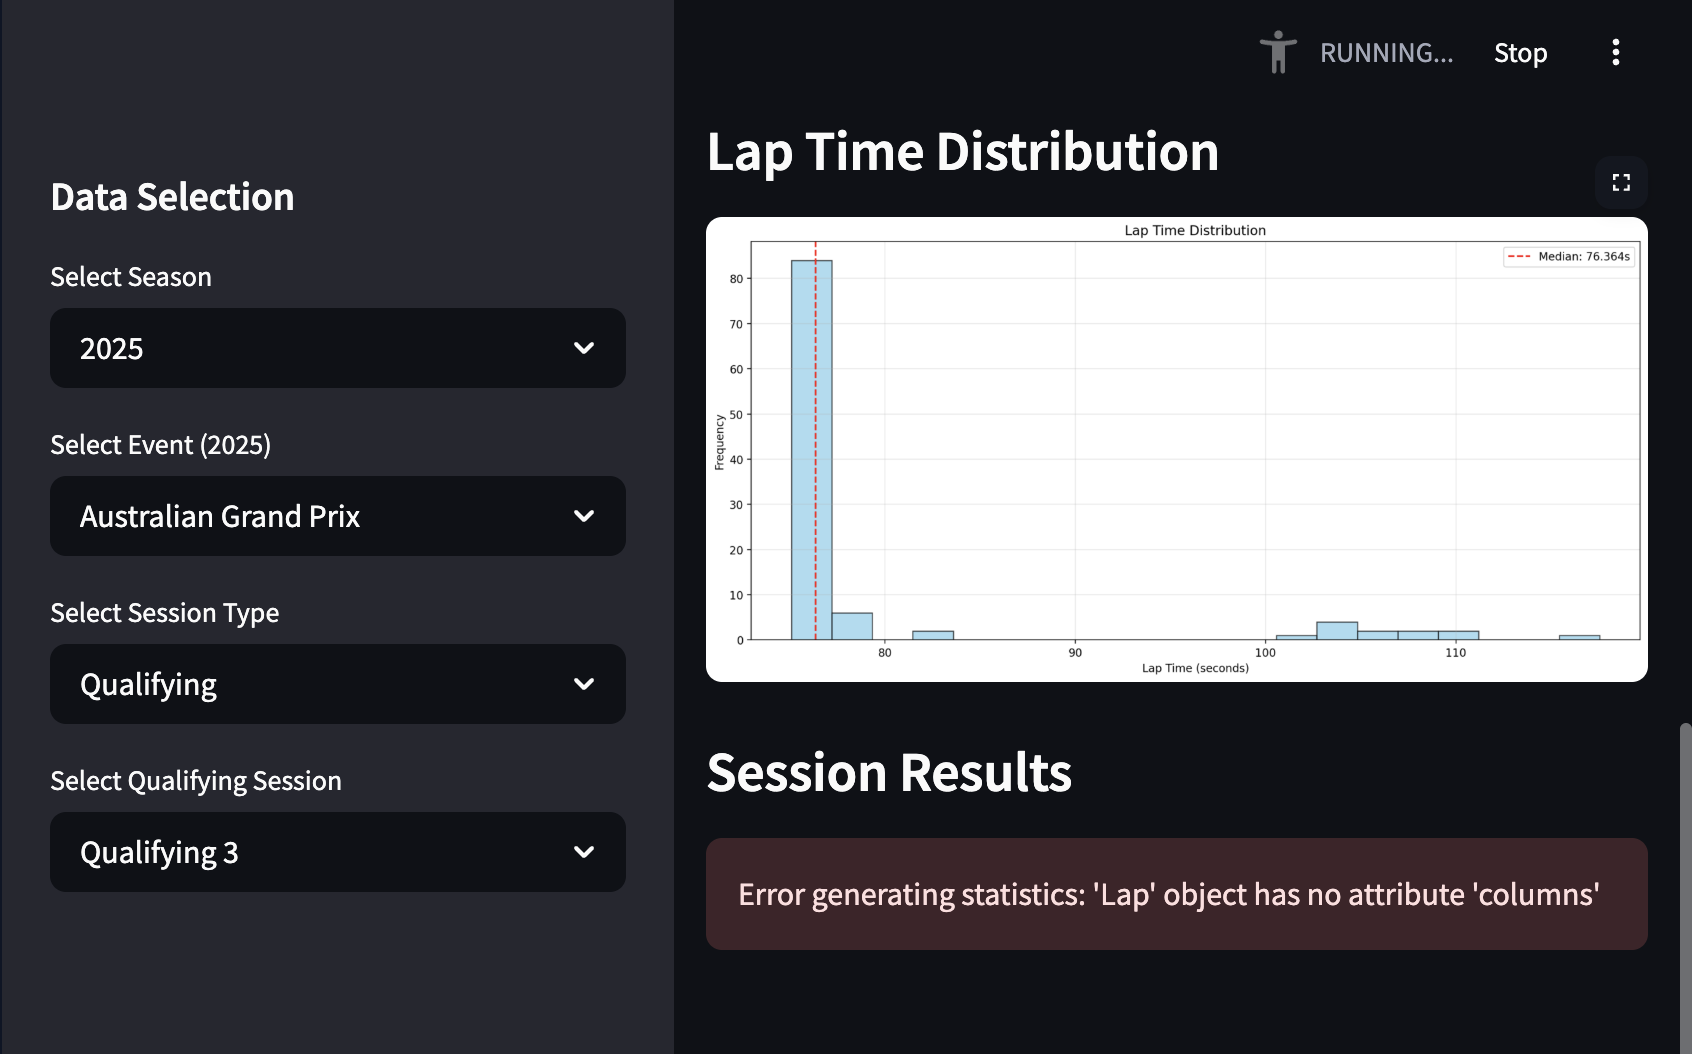 RUNNING...
Stop
Data Selection
Select Season
2025
Select Event (2025)
Australian Grand Prix
Select Session Type
Qualifying
Select Qualifying Session
Qualifying 3
Lap Time Distribution
Lap Time Distribution
Median: 76.364s
Frequency
80
70
60
50
40
30
20
10
0
80
90
100
110
Lap Time (seconds)
Session Results
Error generating statistics: 'Lap' object has no attribute 'columns'